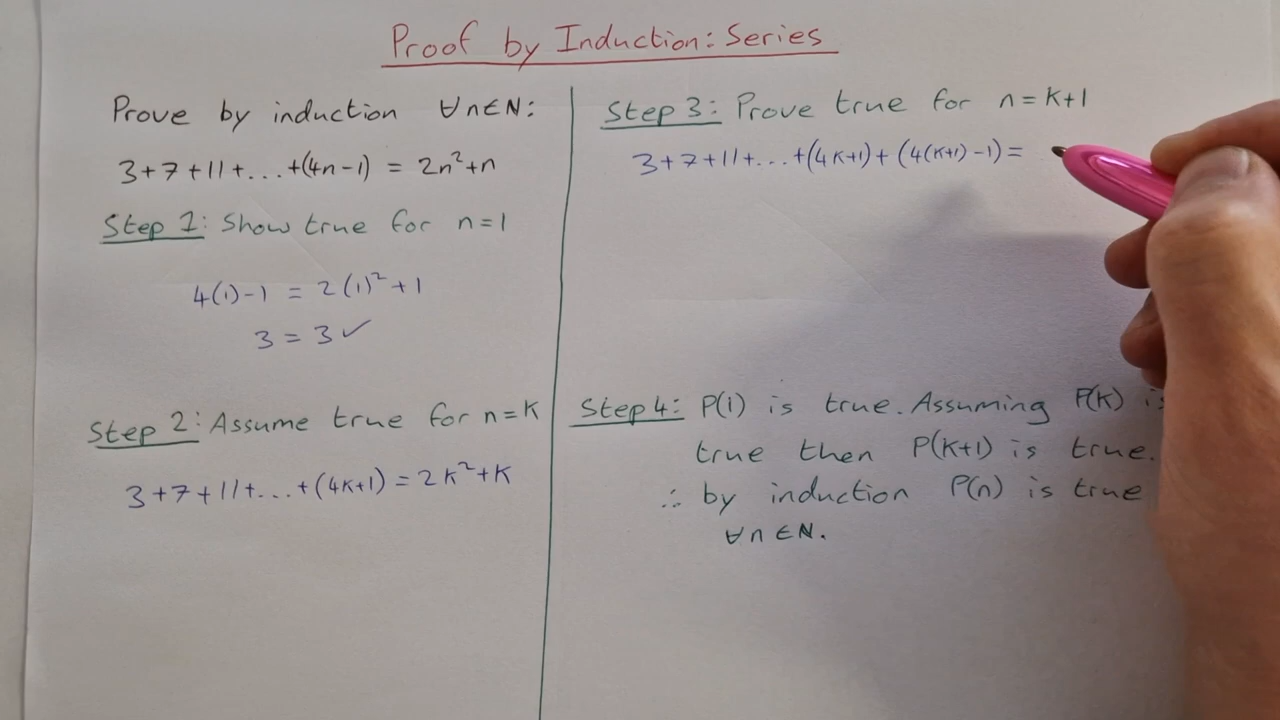 Proof by Induction: Series
Prove by induction ∀n∈N:
3+7+11+...+(4n-1) = 2n²+n
Step 1: Show true for n=1
4(1)-1 = 2(1)²+1
3 = 3✓
Step 2: Assume true for n=K
3+7+11+...+(4K+1) = 2K²+K
Step 3: Prove true for n=K+1
3+7+11+...+(4K+1)+(4(K+1)-1) =
Step 4: P(1) is true. Assuming P(K) is
true then P(K+1) is true.
∴ by induction P(n) is true
∀n∈N.